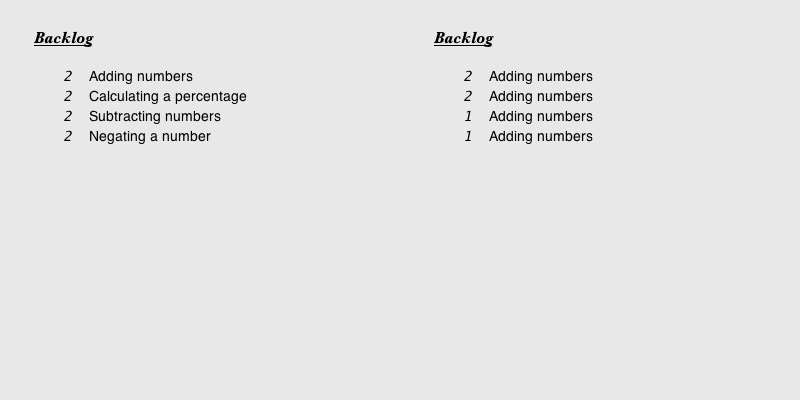 Backlog
2 Adding numbers
2 Calculating a percentage
2 Subtracting numbers
2 Negating a number
Backlog
2 Adding numbers
2 Adding numbers
1 Adding numbers
1 Adding numbers